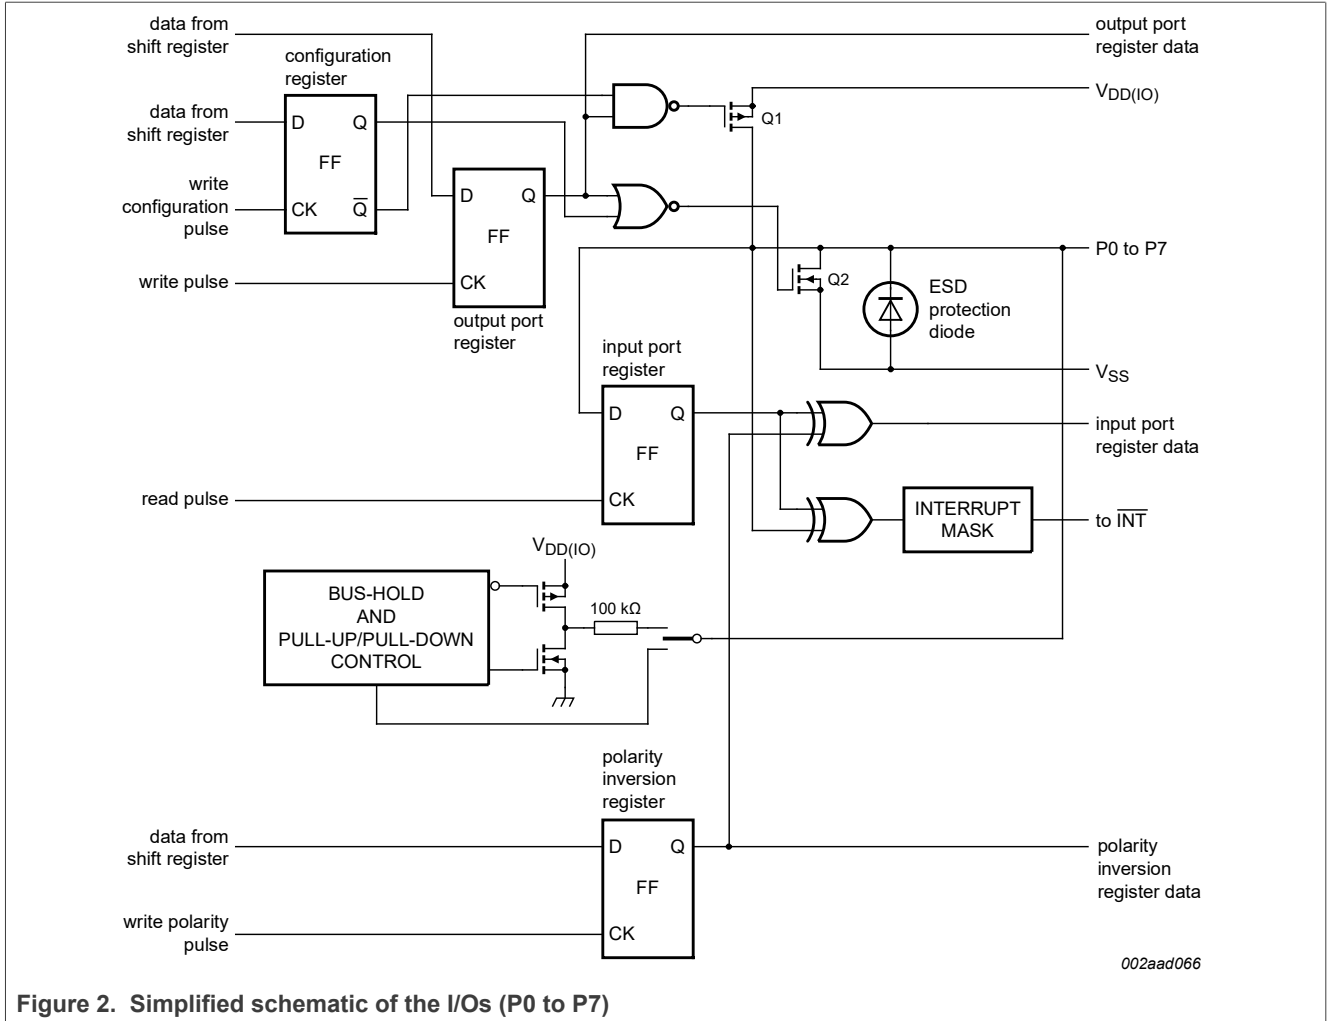 data from
shift register
output port
register data
configuration
register
VDD(IO)
data from
shift register
D
Q
FF
Q1
write
configuration
pulse
CK
Q̅
D
Q
FF
P0 to P7
write pulse
CK
Q2
ESD
protection
diode
output port
register
input port
register
VSS
D
Q
FF
input port
register data
read pulse
CK
INTERRUPT
MASK
to I̅N̅T̅
VDD(IO)
BUS-HOLD
AND
PULL-UP/PULL-DOWN
CONTROL
100 kΩ
polarity
inversion
register
data from
shift register
D
Q
FF
polarity
inversion
register data
write polarity
pulse
CK
002aad066
Figure 2. Simplified schematic of the I/Os (P0 to P7)